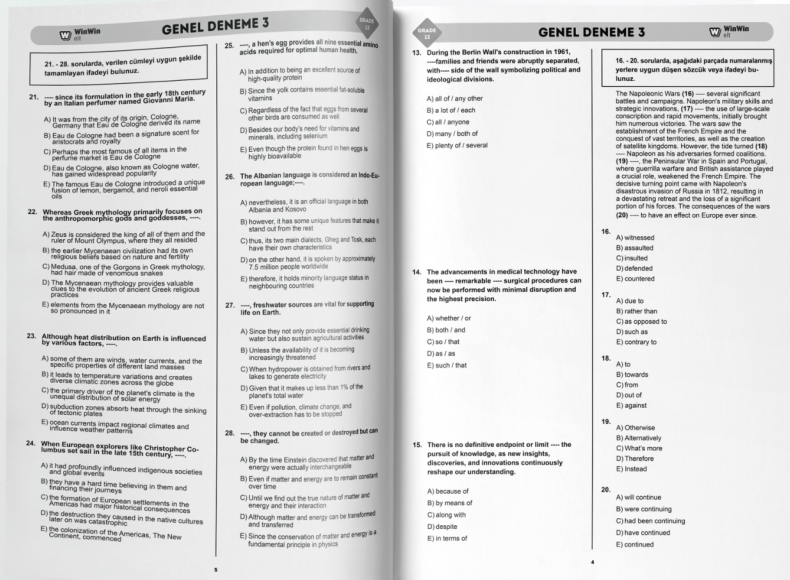 WinWin
elt
GENEL DENEME 3
GRADE
12
21. - 24. sorularda, verilen cümleyi uygun şekilde
tamamlayan ifadeyi bulunuz.
21. ----, since its formulation in the early 18th century
by an Italian perfumer named Giovanni Maria.
A) It was from the city of its origin, Cologne,
Germany that Eau de Cologne derived its name
B) Eau de Cologne had been a signature scent for
aristocrats and royalty
C) Perhaps the most famous of all items in the
perfume market is Eau de Cologne
D) Eau de Cologne, also known as Cologne water,
has gained widespread popularity
E) The famous Eau de Cologne introduced a unique
fusion of lemon, bergamot, and neroli essential
oils
22. Whereas Greek mythology primarily focuses on
the anthropomorphic gods and goddesses, ----.
A) Zeus is considered the king of all of them and the
ruler of Mount Olympus, where they all resided
B) the earlier Mycenaean civilization had its own
religious beliefs based on nature and fertility
C) Medusa, one of the Gorgons in Greek mythology,
had hair made of venomous snakes
D) The Mycenaean mythology provides valuable
clues to the evolution of ancient Greek religious
practices
E) elements from the Mycenaean mythology are not
so pronounced in it
23. Although heat distribution on Earth is influenced
by various factors, ----.
A) some of them are winds, water currents, and the
specific properties of different land masses
B) it leads to temperature variations and creates
diverse climatic zones across the globe
C) the primary driver of the planet's climate is the
unequal distribution of solar energy
D) subduction zones absorb heat through the sinking
of tectonic plates
E) ocean currents impact regional climates and
influence weather patterns
24. When European explorers like Christopher Co-
lumbus set sail in the late 15th century, ----.
A) it had profoundly influenced indigenous societies
and global events
B) they have a hard time believing in them and
financing their journeys
C) the formation of European settlements in the
Americas had major historical consequences
D) the destruction they caused in the native cultures
later on was catastrophic
E) the colonization of the Americas, The New
Continent, commenced
25. ----, a hen's egg provides all nine essential amino
acids required for optimal human health.
A) In addition to being an excellent source of
high-quality protein
B) Since the yolk contains essential fat-soluble
vitamins
C) Regardless of the fact that eggs from several
other birds are consumed as well
D) Besides our body's need for vitamins and
minerals, including selenium
E) Even though the protein found in hen eggs is
highly bioavailable
26. The Albanian language is considered an Indo-Eu-
ropean language;----.
A) nevertheless, it is an official language in both
Albania and Kosovo
B) however, it has some unique features that make it
stand out from the rest
C) thus, its two main dialects, Gheg and Tosk, each
have their own characteristics
D) on the other hand, it is spoken by approximately
7.5 million people worldwide
E) therefore, it holds minority language status in
neighbouring countries
27. ----, freshwater sources are vital for supporting
life on Earth.
A) Since they not only provide essential drinking
water but also sustain agricultural activities
B) Unless the availability of it is becoming
increasingly threatened
C) When hydropower is obtained from rivers and
lakes to generate electricity
D) Given that it makes up less than 1% of the
planet's total water
E) Even if pollution, climate change, and
over-extraction has to be stopped
28. ----, they cannot be created or destroyed but can
be changed.
A) By the time Einstein discovered that matter and
energy were actually interchangeable
B) Even if matter and energy are to remain constant
over time
C) Until we find out the true nature of matter and
energy and their interaction
D) Although matter and energy can be transformed
and transferred
E) Since the conservation of matter and energy is a
fundamental principle in physics
5
GRADE
12
GENEL DENEME 3
WinWin
elt
13. During the Berlin Wall's construction in 1961,
----families and friends were abruptly separated,
with---- side of the wall symbolizing political and
ideological divisions.
A) all of / any other
B) a lot of / each
C) all / anyone
D) many / both of
E) plenty of / several
14. The advancements in medical technology have
been ---- remarkable ---- surgical procedures can
now be performed with minimal disruption and
the highest precision.
A) whether / or
B) both / and
C) so / that
D) as / as
E) such / that
15. There is no definitive endpoint or limit ---- the
pursuit of knowledge, as new insights,
discoveries, and innovations continuously
reshape our understanding.
A) because of
B) by means of
C) along with
D) despite
E) in terms of
16. - 20. sorularda, aşağıdaki parçada numaralanmış
yerlere uygun düşen sözcük veya ifadeyi bu-
lunuz.
The Napoleonic Wars (16) ---- several significant
battles and campaigns. Napoleon's military skills and
strategic innovations, (17) ---- the use of large-scale
conscription and rapid movements, initially brought
him numerous victories. The wars saw the
establishment of the French Empire and the
conquest of vast territories, as well as the creation
of satellite kingdoms. However, the tide turned (18)
---- Napoleon as his adversaries formed coalitions.
(19) ----, the Peninsular War in Spain and Portugal,
where guerrilla warfare and British assistance played
a crucial role, weakened the French Empire. The
decisive turning point came with Napoleon's
disastrous invasion of Russia in 1812, resulting in
a devastating retreat and the loss of a significant
portion of his forces. The consequences of the wars
(20) ---- to have an effect on Europe ever since.
16.
A) witnessed
B) assaulted
C) insulted
D) defended
E) countered
17.
A) due to
B) rather than
C) as opposed to
D) such as
E) contrary to
18.
A) to
B) towards
C) from
D) out of
E) against
19.
A) Otherwise
B) Alternatively
C) What's more
D) Therefore
E) Instead
20.
A) will continue
B) were continuing
C) had been continuing
D) have continued
E) continued
4